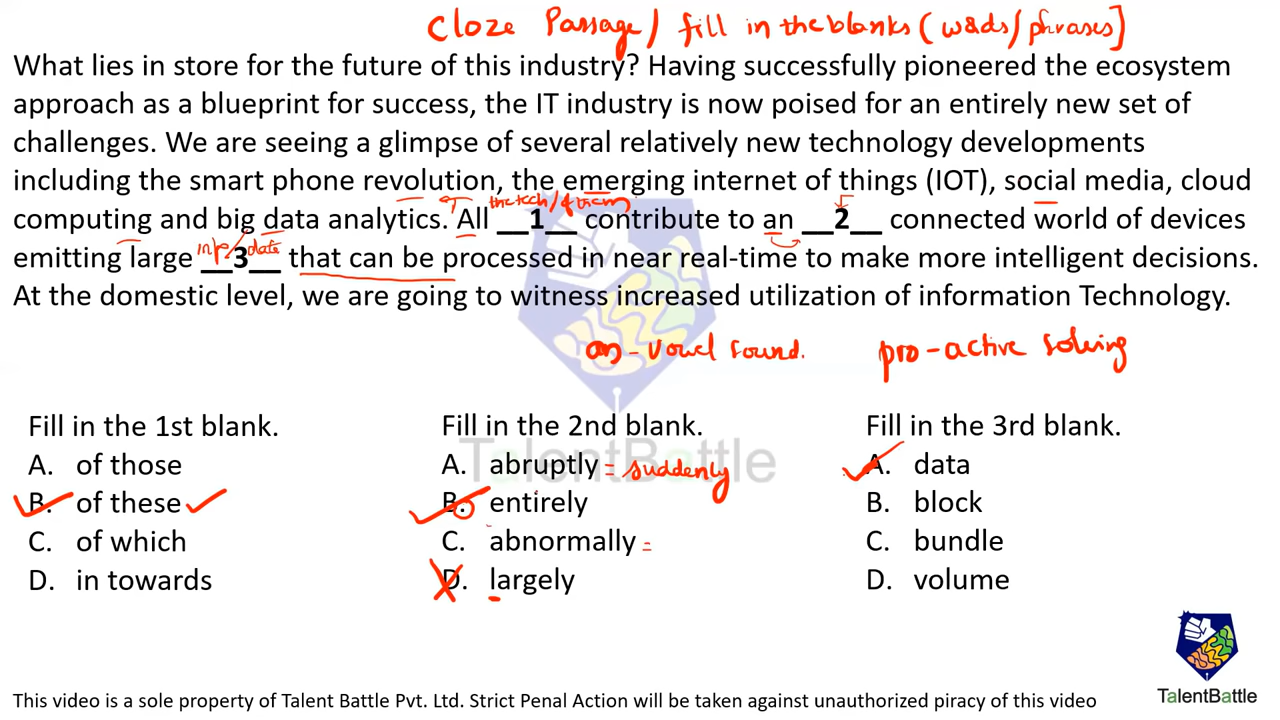 cloze Passage / fill in the blanks (words/phrases]
What lies in store for the future of this industry? Having successfully pioneered the ecosystem
approach as a blueprint for success, the IT industry is now poised for an entirely new set of
challenges. We are seeing a glimpse of several relatively new technology developments
including the smart phone revolution, the emerging internet of things (IOT), social media, cloud
the tech/of them
computing and big data analytics. All __1__ contribute to an __2__ connected world of devices
info/data
emitting large __3__ that can be processed in near real-time to make more intelligent decisions.
At the domestic level, we are going to witness increased utilization of information Technology.
an - vowel sound.
pro-active solving
Fill in the 1st blank.
A. of those
B. of these
C. of which
D. in towards
Fill in the 2nd blank.
A. abruptly = suddenly
B. entirely
C. abnormally =
D. largely
Fill in the 3rd blank.
A. data
B. block
C. bundle
D. volume
TalentBattle
TalentBattle
This video is a sole property of Talent Battle Pvt. Ltd. Strict Penal Action will be taken against unauthorized piracy of this video